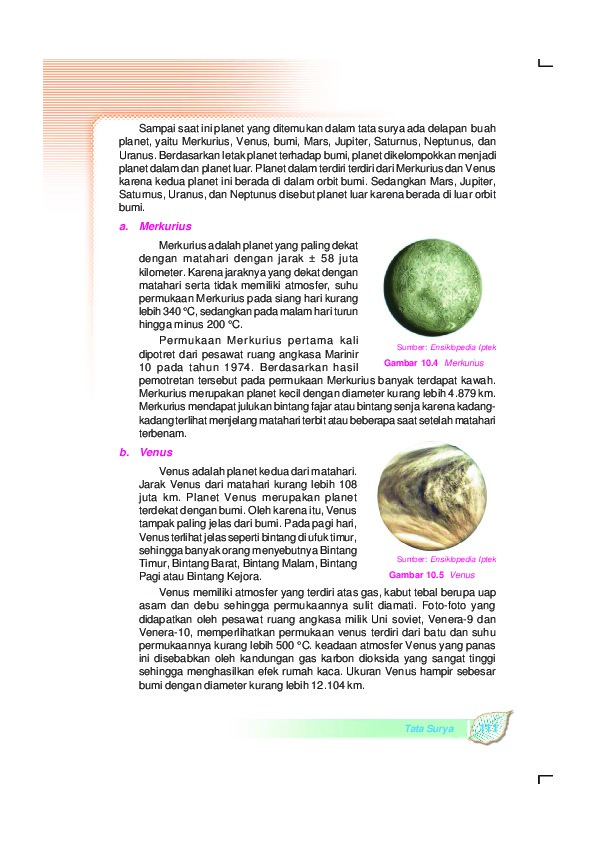 Sampai saat ini planet yang ditemukan dalam tata surya ada delapan buah
planet, yaitu Merkurius, Venus, bumi, Mars, Jupiter, Saturnus, Neptunus, dan
Uranus. Berdasarkan letak planet terhadap bumi, planet dikelompokkan menjadi
planet dalam dan planet luar. Planet dalam terdiri terdiri dari Merkurius dan Venus
karena kedua planet ini berada di dalam orbit bumi. Sedangkan Mars, Jupiter,
Saturnus, Uranus, dan Neptunus disebut planet luar karena berada di luar orbit
bumi.
a. Merkurius
Merkurius adalah planet yang paling dekat
dengan matahari dengan jarak ± 58 juta
kilometer. Karena jaraknya yang dekat dengan
matahari serta tidak memiliki atmosfer, suhu
permukaan Merkurius pada siang hari kurang
lebih 340 °C, sedangkan pada malam hari turun
hingga minus 200 °C.
Permukaan Merkurius pertama kali
dipotret dari pesawat ruang angkasa Marinir
10 pada tahun 1974. Berdasarkan hasil
Sumber: Ensiklopedia Iptek
Gambar 10.4 Merkurius
pemotretan tersebut pada permukaan Merkurius banyak terdapat kawah.
Merkurius merupakan planet kecil dengan diameter kurang lebih 4.879 km.
Merkurius mendapat julukan bintang fajar atau bintang senja karena kadang-
kadang terlihat menjelang matahari terbit atau beberapa saat setelah matahari
terbenam.
b. Venus
Venus adalah planet kedua dari matahari.
Jarak Venus dari matahari kurang lebih 108
juta km. Planet Venus merupakan planet
terdekat dengan bumi. Oleh karena itu, Venus
tampak paling jelas dari bumi. Pada pagi hari,
Venus terlihat jelas seperti bintang di ufuk timur,
sehingga banyak orang menyebutnya Bintang
Timur, Bintang Barat, Bintang Malam, Bintang
Pagi atau Bintang Kejora.
Sumber: Ensiklopedia Iptek
Gambar 10.5 Venus
Venus memiliki atmosfer yang terdiri atas gas, kabut tebal berupa uap
asam dan debu sehingga permukaannya sulit diamati. Foto-foto yang
didapatkan oleh pesawat ruang angkasa milik Uni soviet, Venera-9 dan
Venera-10, memperlihatkan permukaan venus terdiri dari batu dan suhu
permukaannya kurang lebih 500 °C. keadaan atmosfer Venus yang panas
ini disebabkan oleh kandungan gas karbon dioksida yang sangat tinggi
sehingga menghasilkan efek rumah kaca. Ukuran Venus hampir sebesar
bumi dengan diameter kurang lebih 12.104 km.
Tata Surya 111